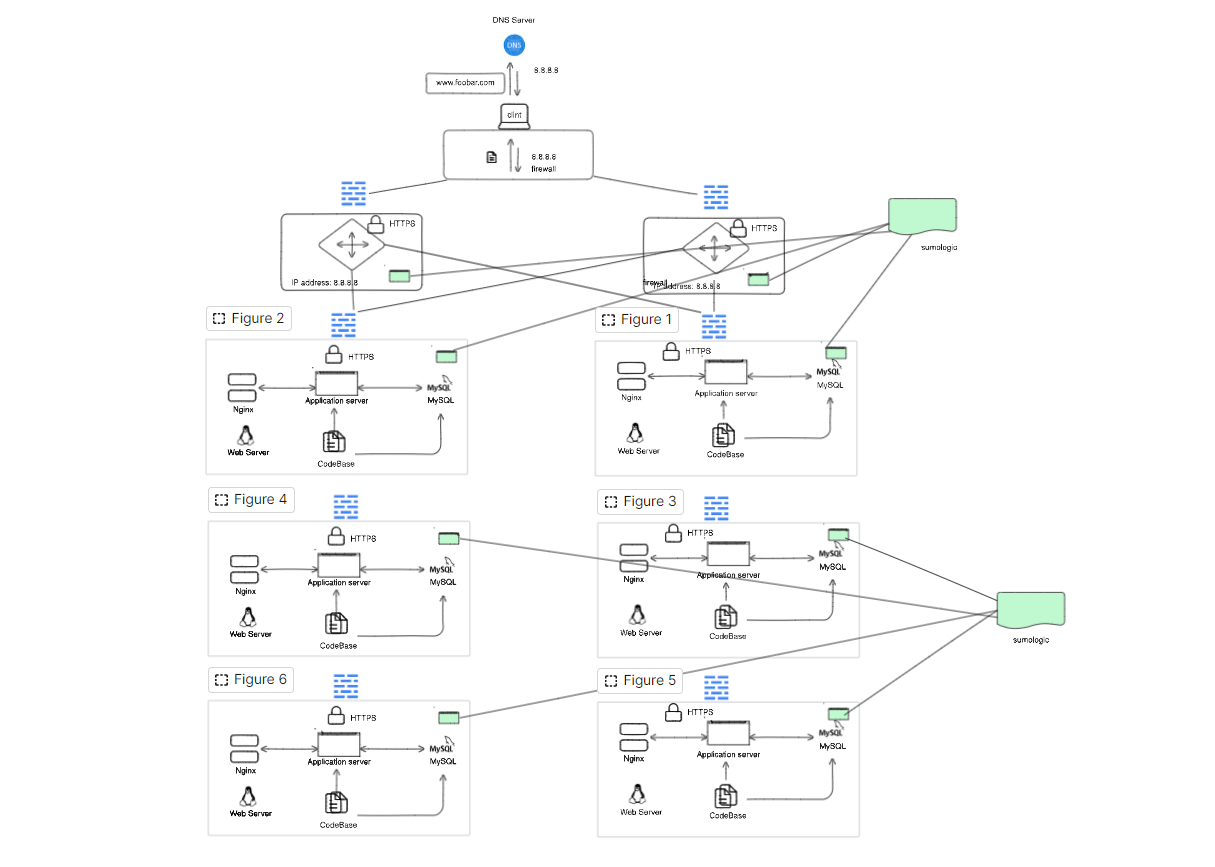 DNS Server
DNS
8.8.8.8
www.foobar.com
clint
8.8.8.8
firewall
HTTPS
IP address: 8.8.8.8
HTTPS
firewall
IP address: 8.8.8.8
sumologic
Figure 2
HTTPS
MySQL
Nginx
Application server
MySQL
Web Server
CodeBase
Figure 1
HTTPS
MySQL
Nginx
Application server
MySQL
Web Server
CodeBase
Figure 4
HTTPS
MySQL
Nginx
Application server
MySQL
Web Server
CodeBase
Figure 3
HTTPS
MySQL
Nginx
Application server
MySQL
Web Server
CodeBase
sumologic
Figure 6
HTTPS
MySQL
Nginx
Application server
MySQL
Web Server
CodeBase
Figure 5
HTTPS
MySQL
Nginx
Application server
MySQL
Web Server
CodeBase